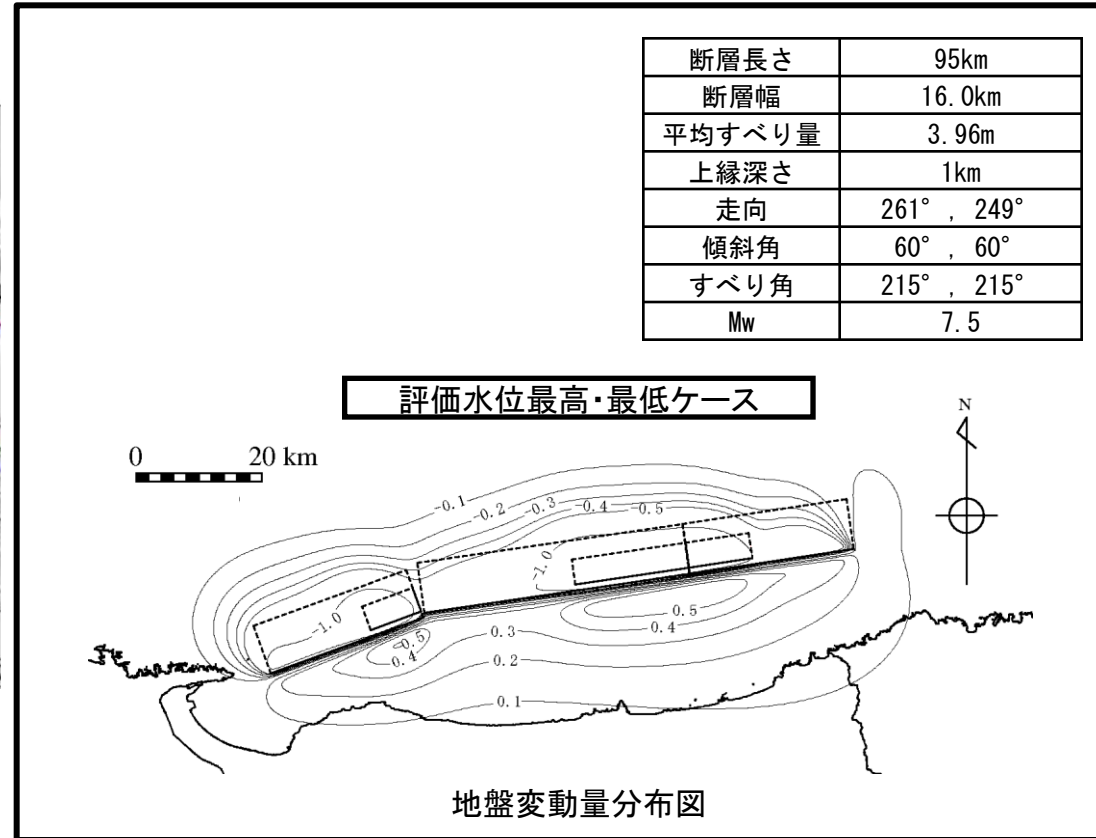 断層長さ 95km
断層幅 16.0km
平均すべり量 3.96m
上縁深さ 1km
走向 261° , 249°
傾斜角 60° , 60°
すべり角 215° , 215°
Mw 7.5
評価水位最高・最低ケース
0 20 km
N
-0.1
-0.2
-0.3
-0.4
-0.5
-1.0
-1.0
0.5
0.4
0.5
0.4
0.3
0.2
0.1
地盤変動量分布図